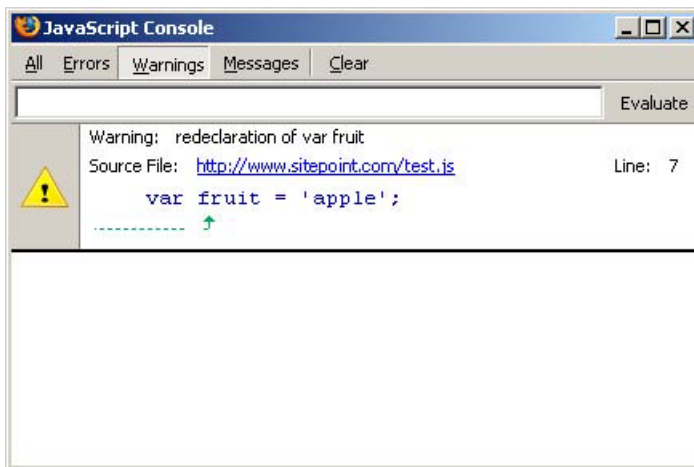 JavaScript Console
All Errors Warnings Messages Clear
Evaluate
Warning: redeclaration of var fruit
Source File: http://www.sitepoint.com/test.js Line: 7
var fruit = 'apple';